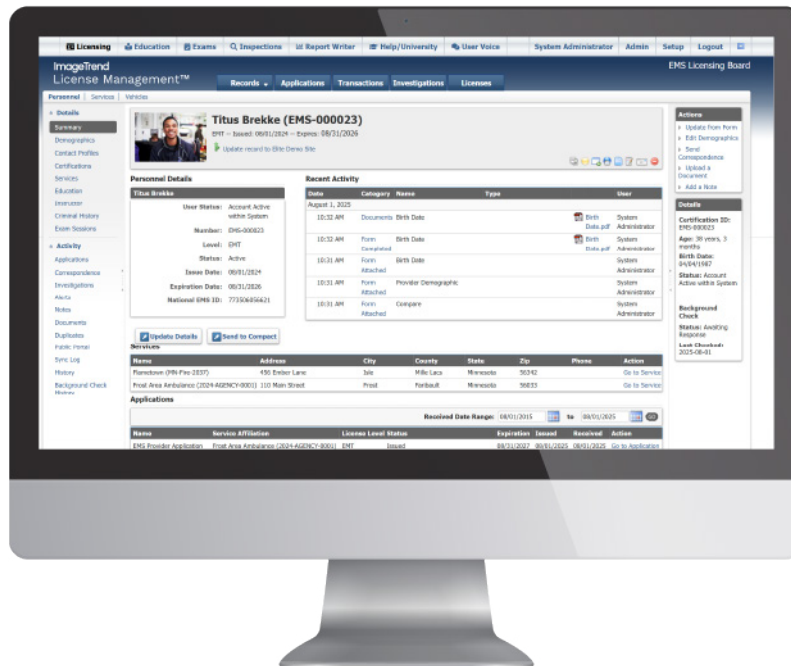 Licensing Education Exams Inspections Report Writer Help/University User Voice System Administrator Admin Setup Logout
ImageTrend
License Management™
EMS Licensing Board
Records Applications Transactions Investigations Licenses
Personnel Services Vehicles
Details
Summary
Demographics
Contact Profiles
Certifications
Services
Education
Instructor
Criminal History
Exam Sessions
Activity
Applications
Correspondence
Investigations
Alerts
Notes
Documents
Duplicates
Public Portal
Sync Log
History
Background Check
History
Titus Brekke (EMS-000023)
EMT -- Issued: 08/01/2024 -- Expires: 08/31/2026
Update record to Elite Demo Site
Personnel Details
Titus Brekke
User Status: Account Active within System
Number: EMS-000023
Level: EMT
Status: Active
Issue Date: 08/01/2024
Expiration Date: 08/31/2026
National EMS ID: 773506056621
Update Details Send to Compact
Recent Activity
Date Category Name Type User
August 1, 2025
10:32 AM Documents Birth Date Birth Date.pdf System Administrator
10:32 AM Form Completed Birth Date Birth Date.pdf System Administrator
10:31 AM Form Attached Birth Date System Administrator
10:31 AM Form Attached Provider Demographic System Administrator
10:31 AM Form Attached Compare System Administrator
Services
Name Address City County State Zip Phone Action
Flametown (MN-Fire-2037) 456 Ember Lane Isle Mille Lacs Minnesota 56342 Go to Service
Frost Area Ambulance (2024-AGENCY-0001) 110 Main Street Frost Faribault Minnesota 56033 Go to Service
Applications
Received Date Range: 08/01/2015 to 08/01/2025 GO
Name Service Affiliation License Level Status Expiration Issued Received Action
EMS Provider Application Frost Area Ambulance (2024-AGENCY-0001) EMT Issued 08/31/2027 08/01/2025 08/01/2025 Go to Application
Actions
Update from Form
Edit Demographics
Send
Correspondence
Upload a
Document
Add a Note
Details
Certification ID:
EMS-000023
Age: 38 years, 3
months
Birth Date:
04/04/1987
Status: Account
Active within System
Background
Check
Status: Awaiting
Response
Last Checked:
2025-08-01